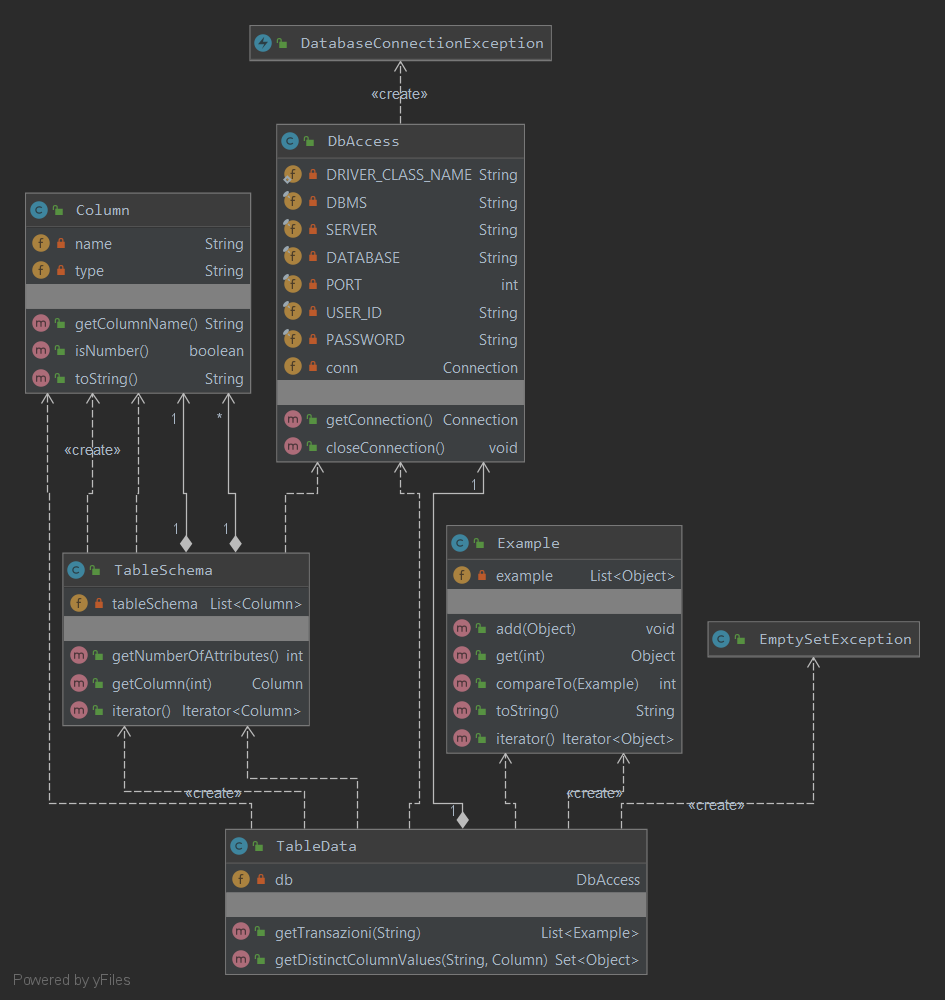 DatabaseConnectionException
«create»
DbAccess
DRIVER_CLASS_NAME String
DBMS String
SERVER String
DATABASE String
PORT int
USER_ID String
PASSWORD String
conn Connection
getConnection() Connection
closeConnection() void
Column
name String
type String
getColumnName() String
isNumber() boolean
toString() String
1
*
«create»
1
1
1
TableSchema
tableSchema List<Column>
getNumberOfAttributes() int
getColumn(int) Column
iterator() Iterator<Column>
Example
example List<Object>
add(Object) void
get(int) Object
compareTo(Example) int
toString() String
iterator() Iterator<Object>
EmptySetException
«create»
«create»
«create»
1
TableData
db DbAccess
getTransazioni(String) List<Example>
getDistinctColumnValues(String, Column) Set<Object>
Powered by yFiles